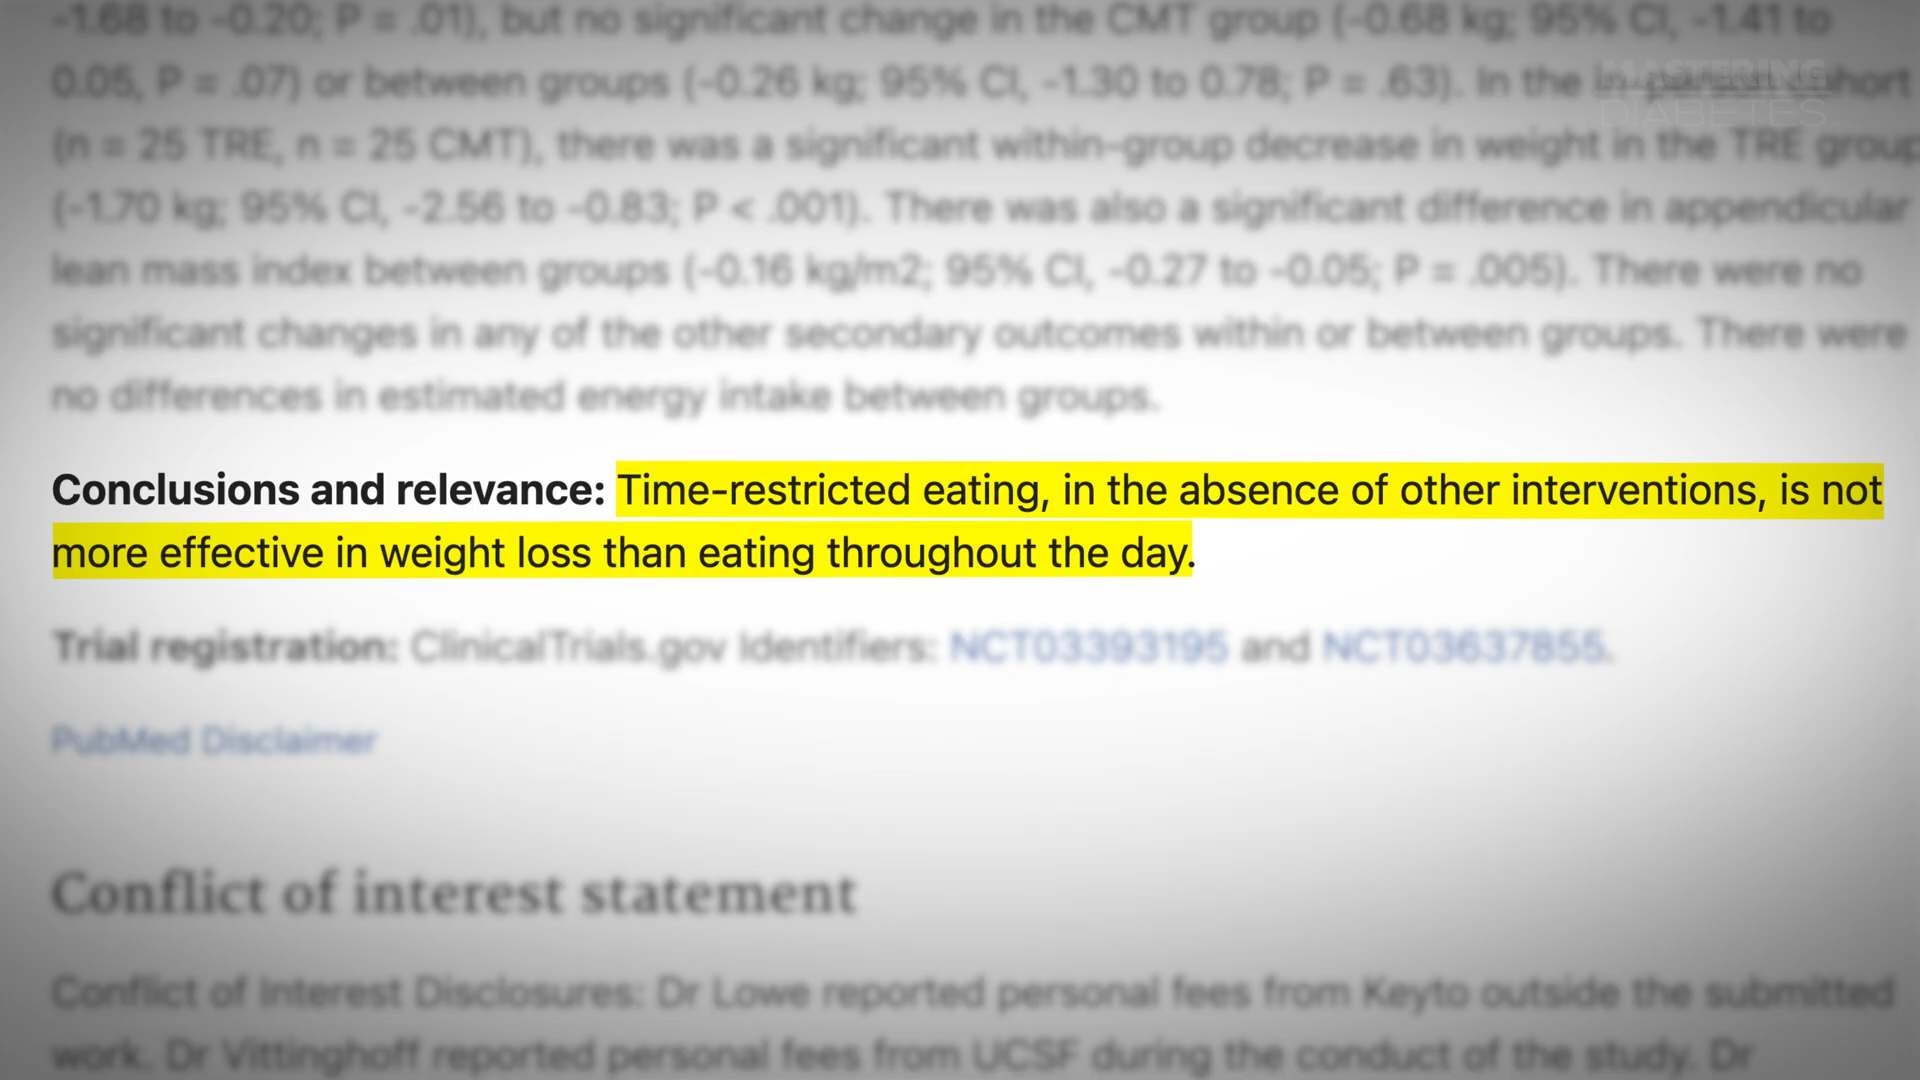 -1.68 to -0.20; P = .01), but no significant change in the CMT group (-0.68 kg; 95% CI, -1.41 to
0.05, P = .07) or between groups (-0.26 kg; 95% CI, -1.30 to 0.78; P = .63). In the in-person cohort
(n = 25 TRE, n = 25 CMT), there was a significant within-group decrease in weight in the TRE group
(-1.70 kg; 95% CI, -2.56 to -0.83; P < .001). There was also a significant difference in appendicular
lean mass index between groups (-0.16 kg/m2; 95% CI, -0.27 to -0.05; P = .005). There were no
significant changes in any of the other secondary outcomes within or between groups. There were
no differences in estimated energy intake between groups.
Conclusions and relevance: Time-restricted eating, in the absence of other interventions, is not
more effective in weight loss than eating throughout the day.
Trial registration: ClinicalTrials.gov Identifiers: NCT03393195 and NCT03637855.
PubMed Disclaimer
Conflict of interest statement
Conflict of Interest Disclosures: Dr Lowe reported personal fees from Keyto outside the submitted
work. Dr Vittinghoff reported personal fees from UCSF during the conduct of the study. Dr
MASTERING
DIABETES